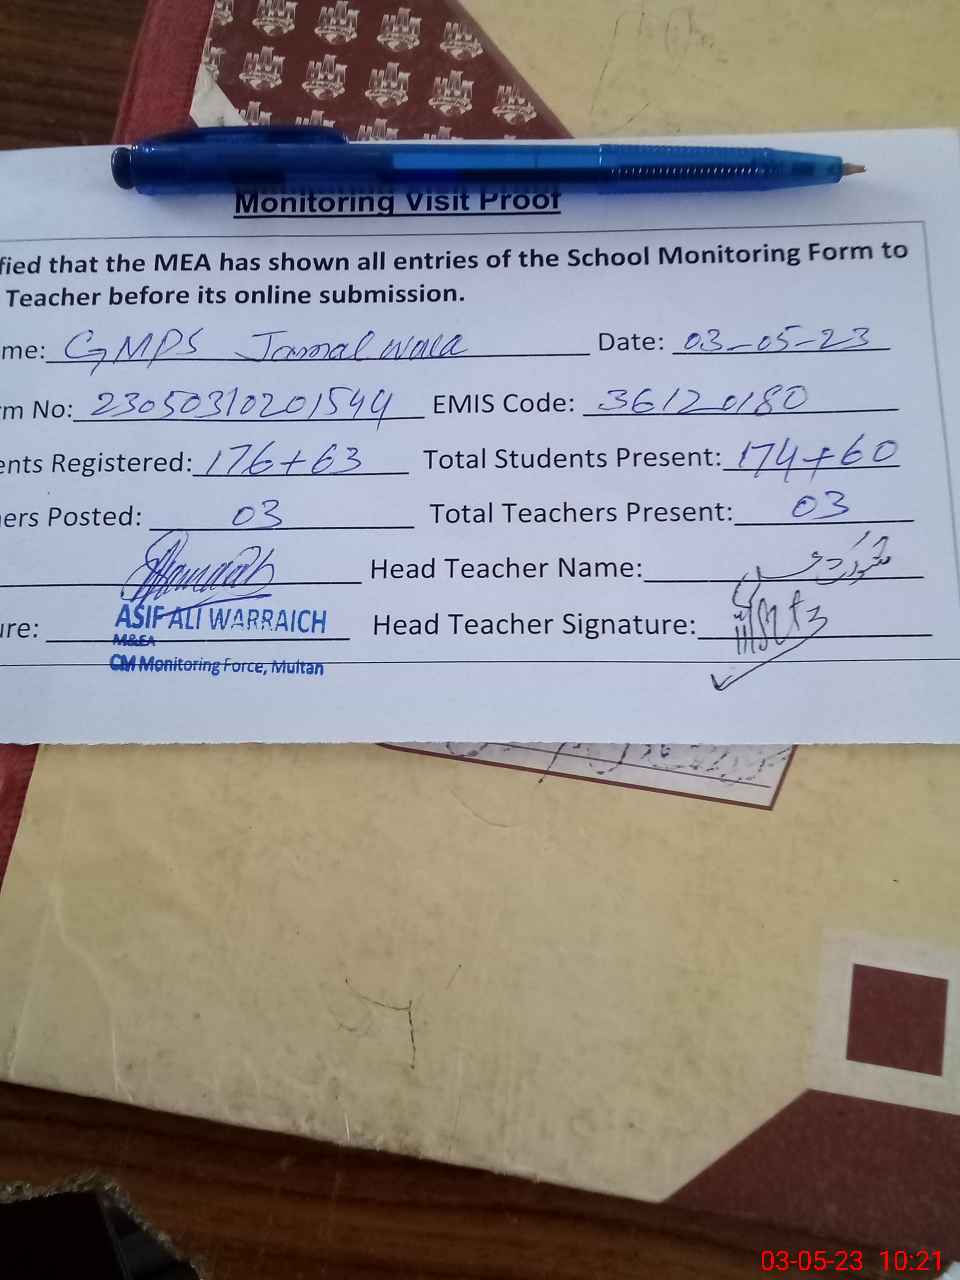 Monitoring Visit Proof
fied that the MEA has shown all entries of the School Monitoring Form to
Teacher before its online submission.
me: GMPS Jamal wala Date: 03-05-23
m No: 23050310201544 EMIS Code: 36120180
ents Registered: 176+63 Total Students Present: 174+60
ers Posted: 03 Total Teachers Present: 03
Head Teacher Name:
ure: ASIF ALI WARRAICH Head Teacher Signature:
M&EA
CM Monitoring Force, Multan
03-05-23 10:21